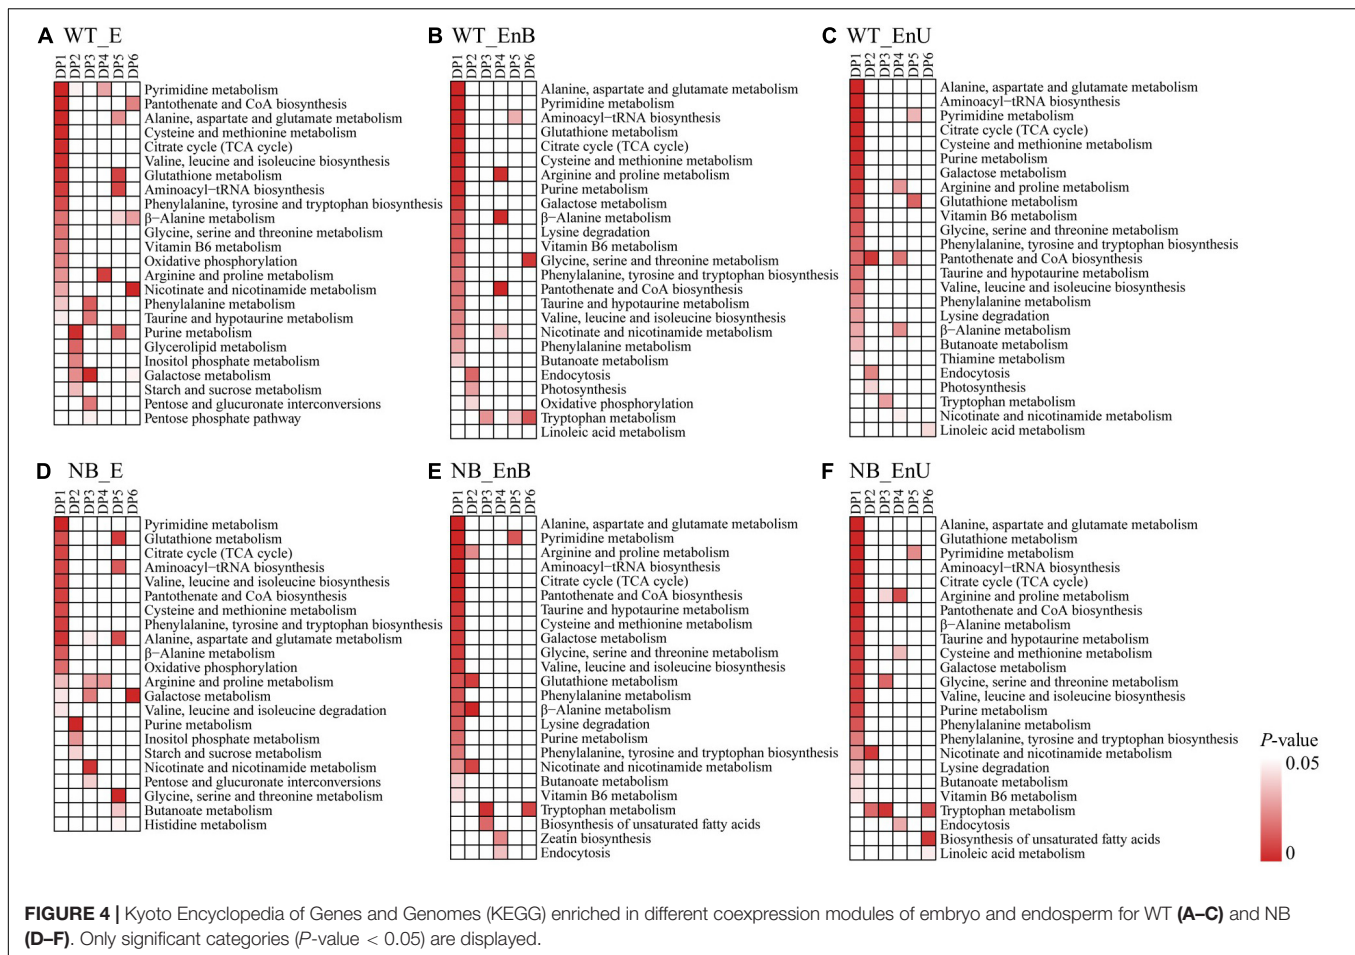 A WT_E
DP1 DP2 DP3 DP4 DP5 DP6
Pyrimidine metabolism
Pantothenate and CoA biosynthesis
Alanine, aspartate and glutamate metabolism
Cysteine and methionine metabolism
Citrate cycle (TCA cycle)
Valine, leucine and isoleucine biosynthesis
Glutathione metabolism
Aminoacyl−tRNA biosynthesis
Phenylalanine, tyrosine and tryptophan biosynthesis
β−Alanine metabolism
Glycine, serine and threonine metabolism
Vitamin B6 metabolism
Oxidative phosphorylation
Arginine and proline metabolism
Nicotinate and nicotinamide metabolism
Phenylalanine metabolism
Taurine and hypotaurine metabolism
Purine metabolism
Glycerolipid metabolism
Inositol phosphate metabolism
Galactose metabolism
Starch and sucrose metabolism
Pentose and glucuronate interconversions
Pentose phosphate pathway
B WT_EnB
DP1 DP2 DP3 DP4 DP5 DP6
Alanine, aspartate and glutamate metabolism
Pyrimidine metabolism
Aminoacyl−tRNA biosynthesis
Glutathione metabolism
Citrate cycle (TCA cycle)
Cysteine and methionine metabolism
Arginine and proline metabolism
Purine metabolism
Galactose metabolism
β−Alanine metabolism
Lysine degradation
Vitamin B6 metabolism
Glycine, serine and threonine metabolism
Phenylalanine, tyrosine and tryptophan biosynthesis
Pantothenate and CoA biosynthesis
Taurine and hypotaurine metabolism
Valine, leucine and isoleucine biosynthesis
Nicotinate and nicotinamide metabolism
Phenylalanine metabolism
Butanoate metabolism
Endocytosis
Photosynthesis
Oxidative phosphorylation
Tryptophan metabolism
Linoleic acid metabolism
C WT_EnU
DP1 DP2 DP3 DP4 DP5 DP6
Alanine, aspartate and glutamate metabolism
Aminoacyl−tRNA biosynthesis
Pyrimidine metabolism
Citrate cycle (TCA cycle)
Cysteine and methionine metabolism
Purine metabolism
Galactose metabolism
Arginine and proline metabolism
Glutathione metabolism
Vitamin B6 metabolism
Glycine, serine and threonine metabolism
Phenylalanine, tyrosine and tryptophan biosynthesis
Pantothenate and CoA biosynthesis
Taurine and hypotaurine metabolism
Valine, leucine and isoleucine biosynthesis
Phenylalanine metabolism
Lysine degradation
β−Alanine metabolism
Butanoate metabolism
Thiamine metabolism
Endocytosis
Photosynthesis
Tryptophan metabolism
Nicotinate and nicotinamide metabolism
Linoleic acid metabolism
D NB_E
DP1 DP2 DP3 DP4 DP5 DP6
Pyrimidine metabolism
Glutathione metabolism
Citrate cycle (TCA cycle)
Aminoacyl−tRNA biosynthesis
Valine, leucine and isoleucine biosynthesis
Pantothenate and CoA biosynthesis
Cysteine and methionine metabolism
Phenylalanine, tyrosine and tryptophan biosynthesis
Alanine, aspartate and glutamate metabolism
β−Alanine metabolism
Oxidative phosphorylation
Arginine and proline metabolism
Galactose metabolism
Valine, leucine and isoleucine degradation
Purine metabolism
Inositol phosphate metabolism
Starch and sucrose metabolism
Nicotinate and nicotinamide metabolism
Pentose and glucuronate interconversions
Glycine, serine and threonine metabolism
Butanoate metabolism
Histidine metabolism
E NB_EnB
DP1 DP2 DP3 DP4 DP5 DP6
Alanine, aspartate and glutamate metabolism
Pyrimidine metabolism
Arginine and proline metabolism
Aminoacyl−tRNA biosynthesis
Citrate cycle (TCA cycle)
Pantothenate and CoA biosynthesis
Taurine and hypotaurine metabolism
Cysteine and methionine metabolism
Galactose metabolism
Glycine, serine and threonine metabolism
Valine, leucine and isoleucine biosynthesis
Glutathione metabolism
Phenylalanine metabolism
β−Alanine metabolism
Lysine degradation
Purine metabolism
Phenylalanine, tyrosine and tryptophan biosynthesis
Nicotinate and nicotinamide metabolism
Butanoate metabolism
Vitamin B6 metabolism
Tryptophan metabolism
Biosynthesis of unsaturated fatty acids
Zeatin biosynthesis
Endocytosis
F NB_EnU
DP1 DP2 DP3 DP4 DP5 DP6
Alanine, aspartate and glutamate metabolism
Glutathione metabolism
Pyrimidine metabolism
Aminoacyl−tRNA biosynthesis
Citrate cycle (TCA cycle)
Arginine and proline metabolism
Pantothenate and CoA biosynthesis
β−Alanine metabolism
Taurine and hypotaurine metabolism
Cysteine and methionine metabolism
Galactose metabolism
Glycine, serine and threonine metabolism
Valine, leucine and isoleucine biosynthesis
Purine metabolism
Phenylalanine metabolism
Phenylalanine, tyrosine and tryptophan biosynthesis
Nicotinate and nicotinamide metabolism
Lysine degradation
Butanoate metabolism
Vitamin B6 metabolism
Tryptophan metabolism
Endocytosis
Biosynthesis of unsaturated fatty acids
Linoleic acid metabolism
P-value
0.05
0
FIGURE 4 | Kyoto Encyclopedia of Genes and Genomes (KEGG) enriched in different coexpression modules of embryo and endosperm for WT (A–C) and NB
(D–F). Only significant categories (P-value < 0.05) are displayed.